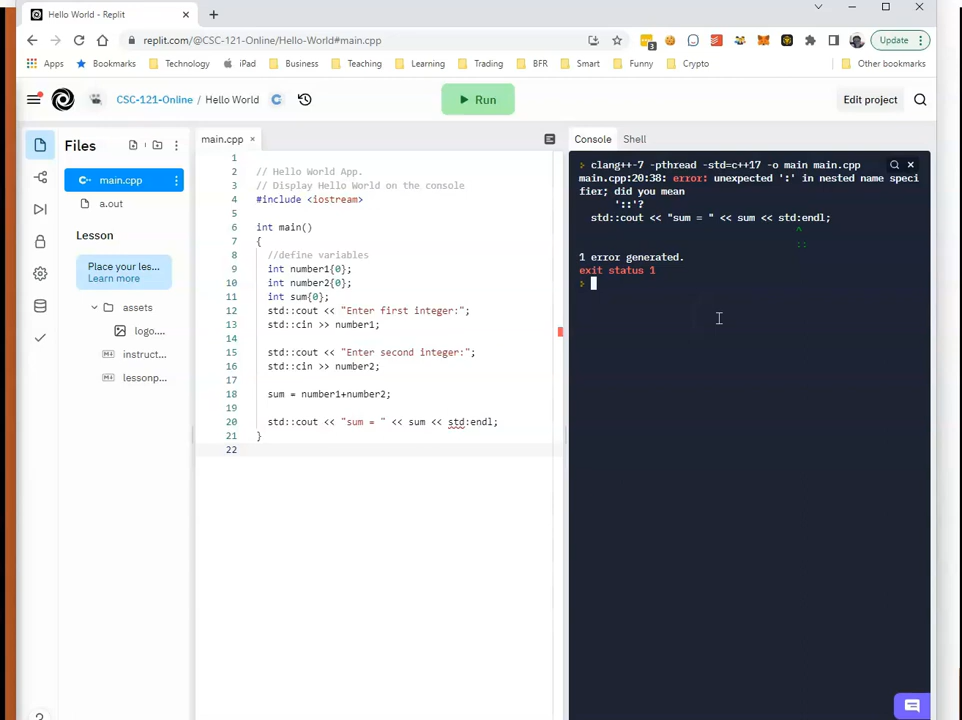 Hello World - Replit
replit.com/@CSC-121-Online/Hello-World#main.cpp
3
Update
Apps
Bookmarks
Technology
iPad
Business
Teaching
Learning
Trading
BFR
Smart
Funny
Crypto
Other bookmarks
CSC-121-Online / Hello World
Run
Edit project
Files
main.cpp
a.out
Lesson
Place your les...
Learn more
assets
logo....
instruct...
lessonp...
main.cpp
1
2 // Hello World App.
3 // Display Hello World on the console
4 #include <iostream>
5
6 int main()
7 {
8 //define variables
9 int number1{0};
10 int number2{0};
11 int sum{0};
12 std::cout << "Enter first integer:";
13 std::cin >> number1;
14
15 std::cout << "Enter second integer:";
16 std::cin >> number2;
17
18 sum = number1+number2;
19
20 std::cout << "sum = " << sum << std:endl;
21 }
22
Console
Shell
> clang++-7 -pthread -std=c++17 -o main main.cpp
main.cpp:20:38: error: unexpected ':' in nested name speci
fier; did you mean
'::'?
std::cout << "sum = " << sum << std:endl;
^
::
1 error generated.
exit status 1
>